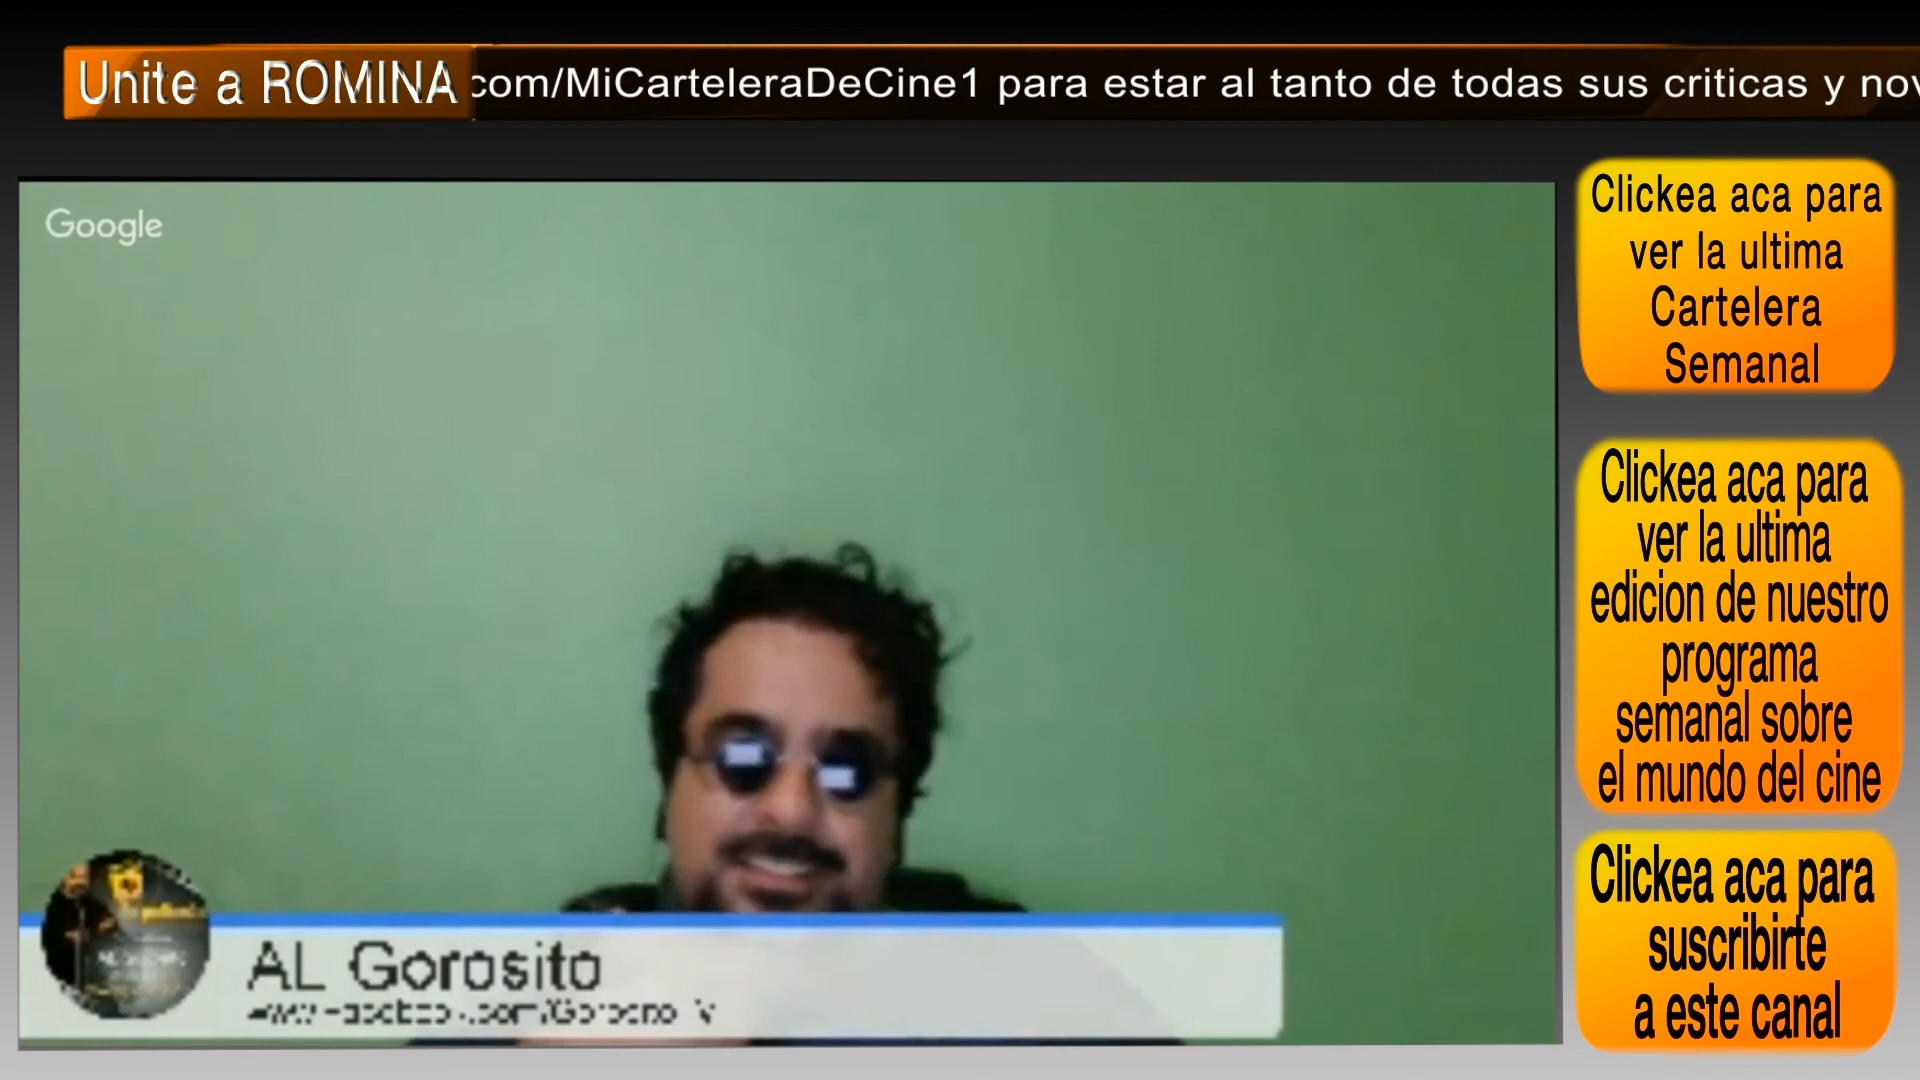 Unite a ROMINA
com/MiCarteleraDeCine1 para estar al tanto de todas sus criticas y nov
Google
Clickea aca para
ver la ultima
Cartelera
Semanal
Clickea aca para
ver la ultima
edicion de nuestro
programa
semanal sobre
el mundo del cine
Clickea aca para
suscribirte
a este canal
AL Gorosito